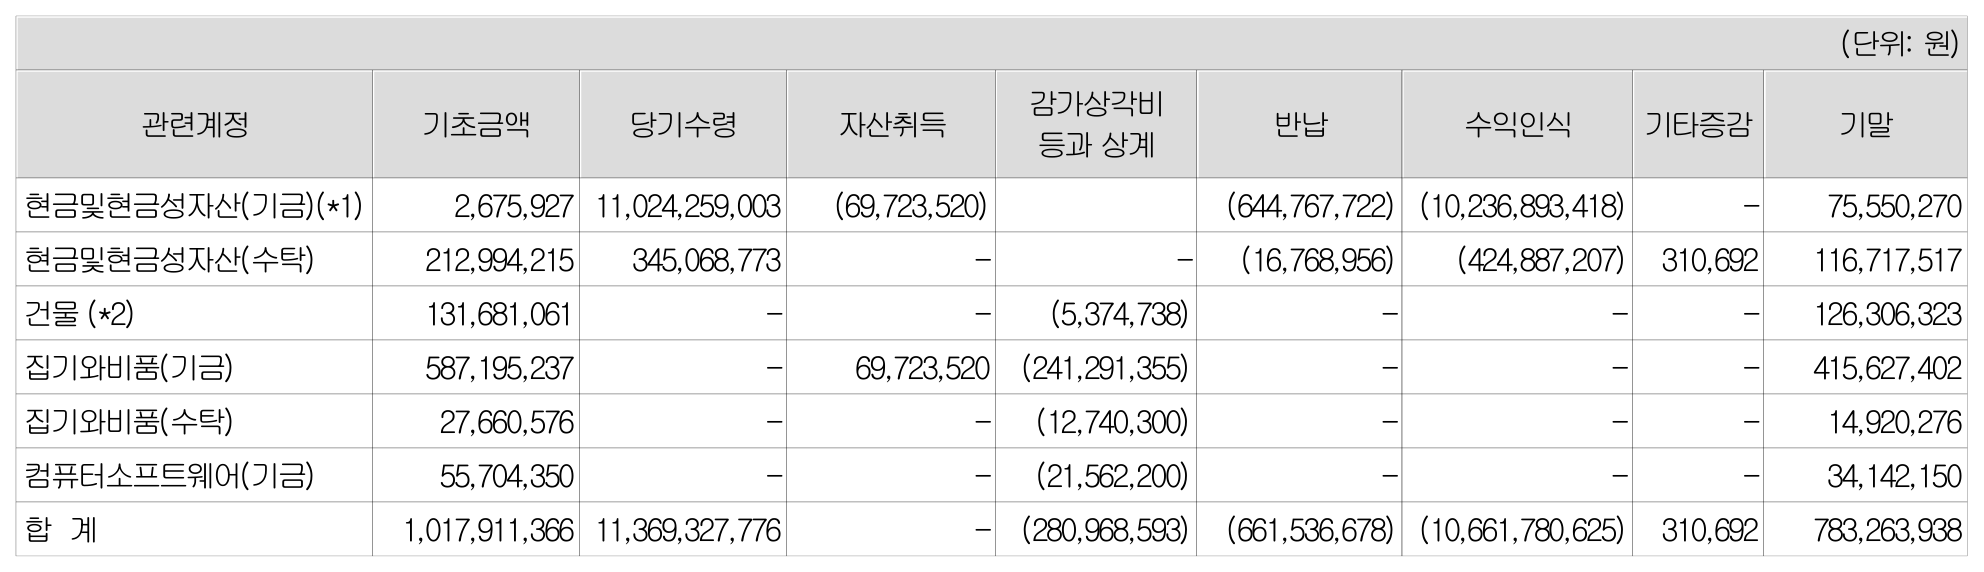 (단위: 원)
관련계정 기초금액 당기수령 자산취득 감가상각비 등과 상계 반납 수익인식 기타증감 기말
현금및현금성자산(기금)(*1) 2,675,927 11,024,259,003 (69,723,520) (644,767,722) (10,236,893,418) - 75,550,270
현금및현금성자산(수탁) 212,994,215 345,068,773 - - (16,768,956) (424,887,207) 310,692 116,717,517
건물 (*2) 131,681,061 - - (5,374,738) - - - 126,306,323
집기와비품(기금) 587,195,237 - 69,723,520 (241,291,355) - - - 415,627,402
집기와비품(수탁) 27,660,576 - - (12,740,300) - - - 14,920,276
컴퓨터소프트웨어(기금) 55,704,350 - - (21,562,200) - - - 34,142,150
합 계 1,017,911,366 11,369,327,776 - (280,968,593) (661,536,678) (10,661,780,625) 310,692 783,263,938